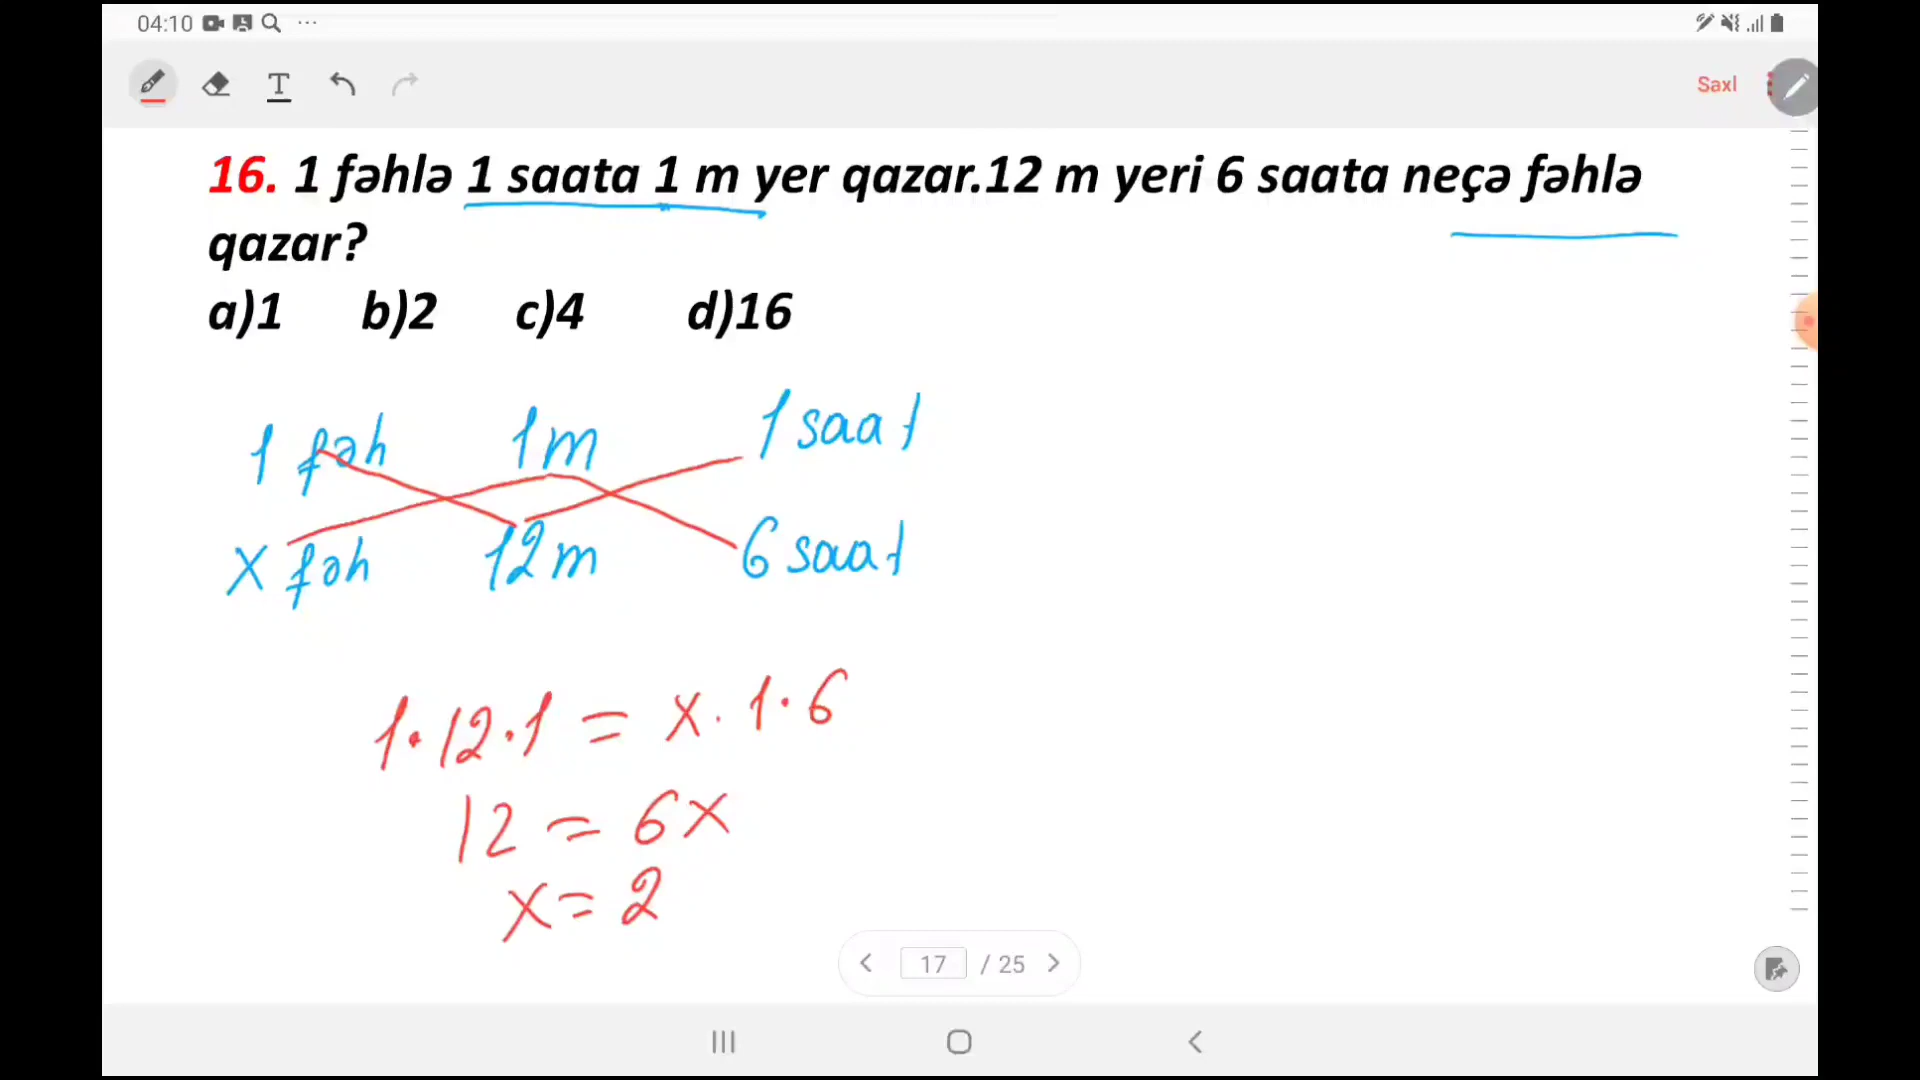 04:10 ...
Saxl
16. 1 fəhlə 1 saata 1 m yer qazar.12 m yeri 6 saata neçə fəhlə
qazar?
a)1 b)2 c)4 d)16
1 fəh 1m 1 saat
x fəh 12m 6 saat
1·12·1 = x·1·6
12 = 6x
x = 2
17 / 25